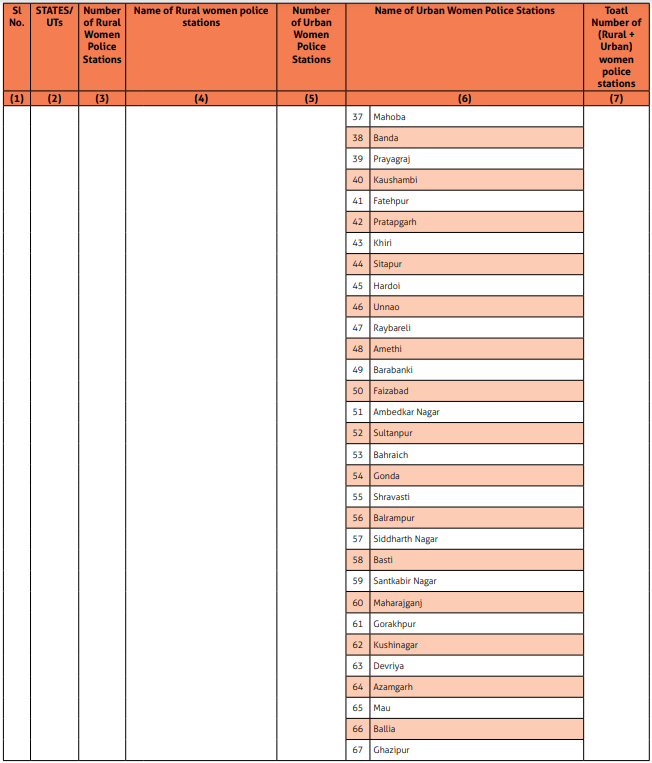 Sl No.
STATES/ UTs
Number of Rural Women Police Stations
Name of Rural women police stations
Number of Urban Women Police Stations
Name of Urban Women Police Stations
Toatl Number of (Rural + Urban) women police stations
(1) (2) (3) (4) (5) (6) (7)
37 Mahoba
38 Banda
39 Prayagraj
40 Kaushambi
41 Fatehpur
42 Pratapgarh
43 Khiri
44 Sitapur
45 Hardoi
46 Unnao
47 Raybareli
48 Amethi
49 Barabanki
50 Faizabad
51 Ambedkar Nagar
52 Sultanpur
53 Bahraich
54 Gonda
55 Shravasti
56 Balrampur
57 Siddharth Nagar
58 Basti
59 Santkabir Nagar
60 Maharajganj
61 Gorakhpur
62 Kushinagar
63 Devriya
64 Azamgarh
65 Mau
66 Ballia
67 Ghazipur